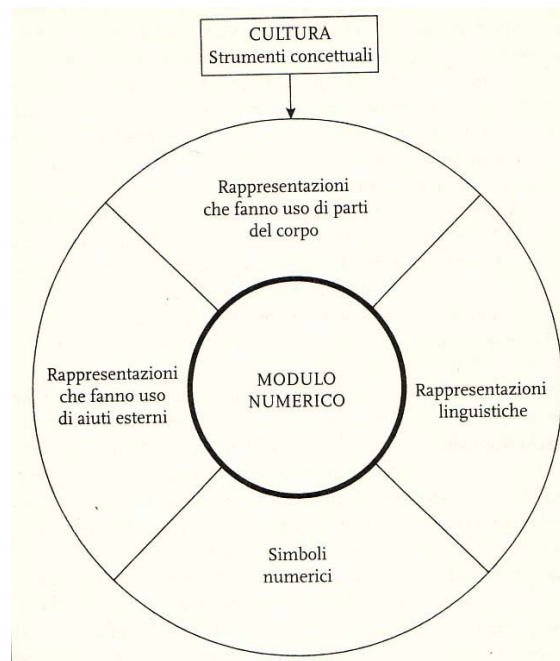 CULTURA
Strumenti concettuali
Rappresentazioni
che fanno uso di parti
del corpo
Rappresentazioni
che fanno uso
di aiuti esterni
MODULO
NUMERICO
Rappresentazioni
linguistiche
Simboli
numerici